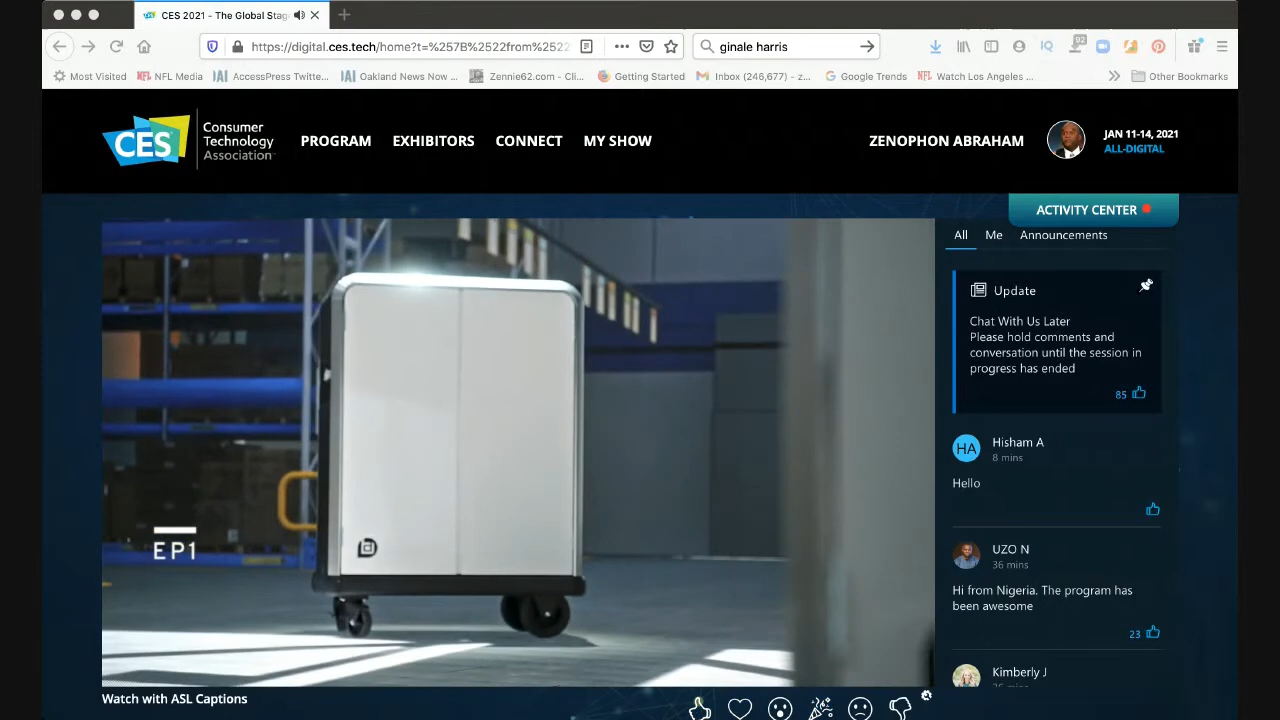 CES 2021 - The Global Stag
https://digital.ces.tech/home?t=%257B%2522from%2522
ginale harris
92
Most Visited
NFL Media
AccessPress Twitte...
Oakland News Now ...
Zennie62.com - Cli...
Getting Started
Inbox (246,677) - z...
Google Trends
Watch Los Angeles ...
Other Bookmarks
CES
Consumer
Technology
Association
PROGRAM
EXHIBITORS
CONNECT
MY SHOW
ZENOPHON ABRAHAM
JAN 11-14, 2021
ALL-DIGITAL
ACTIVITY CENTER
All
Me
Announcements
Update
Chat With Us Later
Please hold comments and
conversation until the session in
progress has ended
85
HA
Hisham A
8 mins
Hello
UZO N
36 mins
Hi from Nigeria. The program has
been awesome
23
Kimberly J
EP1
Watch with ASL Captions